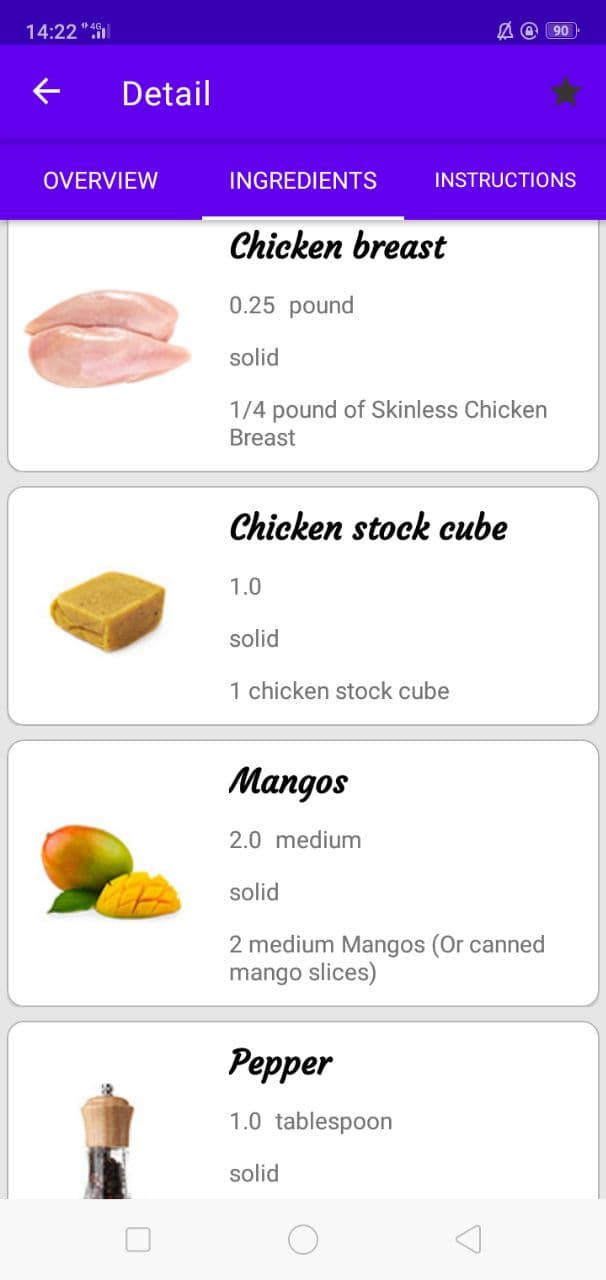 14:22 4G 90
Detail
OVERVIEW INGREDIENTS INSTRUCTIONS
Chicken breast
0.25 pound
solid
1/4 pound of Skinless Chicken
Breast
Chicken stock cube
1.0
solid
1 chicken stock cube
Mangos
2.0 medium
solid
2 medium Mangos (Or canned
mango slices)
Pepper
1.0 tablespoon
solid